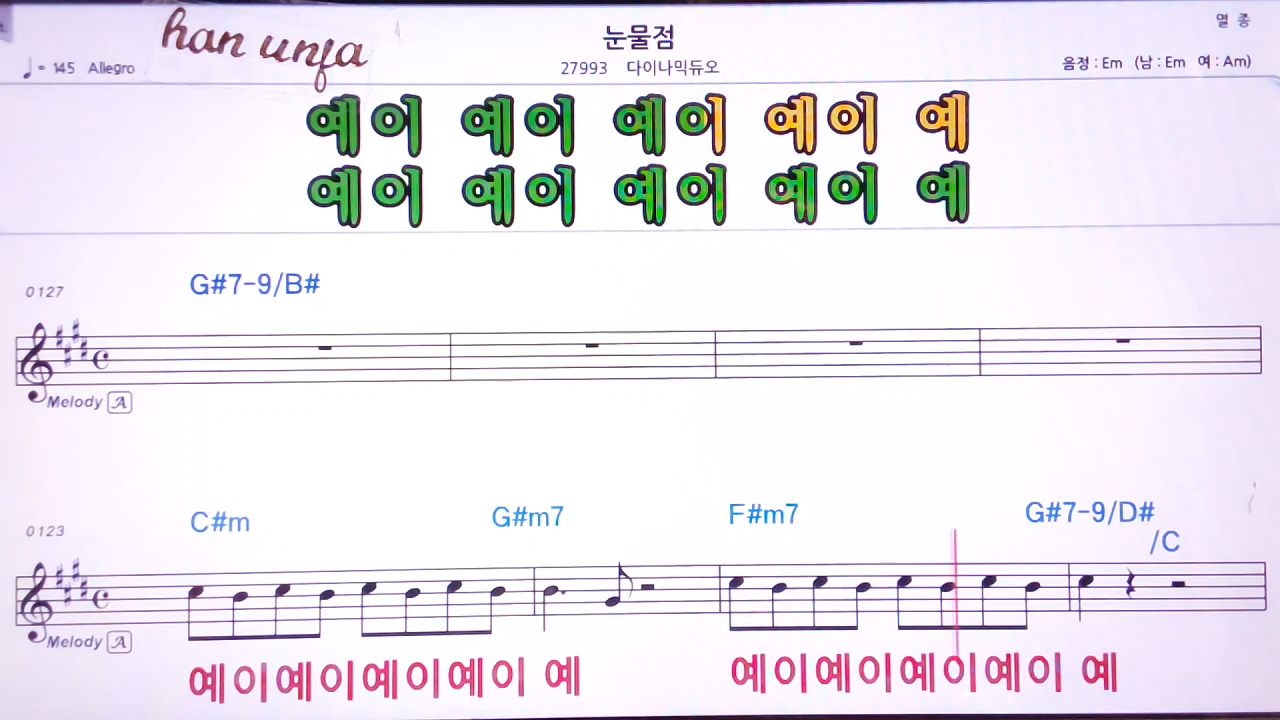 han unfa
눈물점
멸 종
♩= 145 Allegro
27993 다이나믹듀오
음정 : Em (남 : Em 여 : Am)
예이 예이 예이 예이 예
예이 예이 예이 예이 예
0127
G#7-9/B#
Melody A
0123
C#m G#m7 F#m7 G#7-9/D#
/C
Melody A
예이예이예이예이 예 예이예이예이예이 예